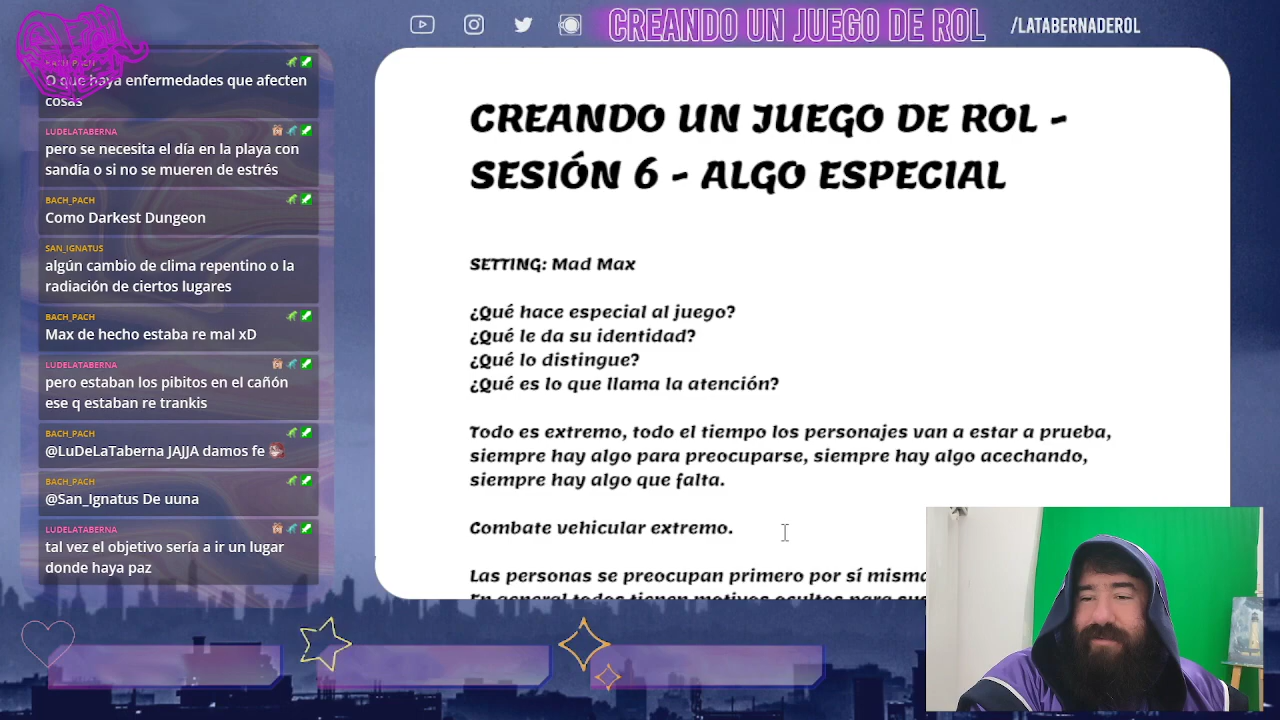 CREANDO UN JUEGO DE ROL
/LATABERNADEROL
BACH_PACH
O que haya enfermedades que afecten
cosas
LUDELATABERNA
pero se necesita el día en la playa con
sandía o si no se mueren de estrés
BACH_PACH
Como Darkest Dungeon
SAN_IGNATUS
algún cambio de clima repentino o la
radiación de ciertos lugares
BACH_PACH
Max de hecho estaba re mal xD
LUDELATABERNA
pero estaban los pibitos en el cañón
ese q estaban re trankis
BACH_PACH
@LuDeLaTaberna JAJJA damos fe
BACH_PACH
@San_Ignatus De uuna
LUDELATABERNA
tal vez el objetivo sería a ir un lugar
donde haya paz
CREANDO UN JUEGO DE ROL -
SESIÓN 6 - ALGO ESPECIAL
SETTING: Mad Max
¿Qué hace especial al juego?
¿Qué le da su identidad?
¿Qué lo distingue?
¿Qué es lo que llama la atención?
Todo es extremo, todo el tiempo los personajes van a estar a prueba,
siempre hay algo para preocuparse, siempre hay algo acechando,
siempre hay algo que falta.
Combate vehicular extremo.
Las personas se preocupan primero por sí misma
En general todos tienen motivos ocultos para